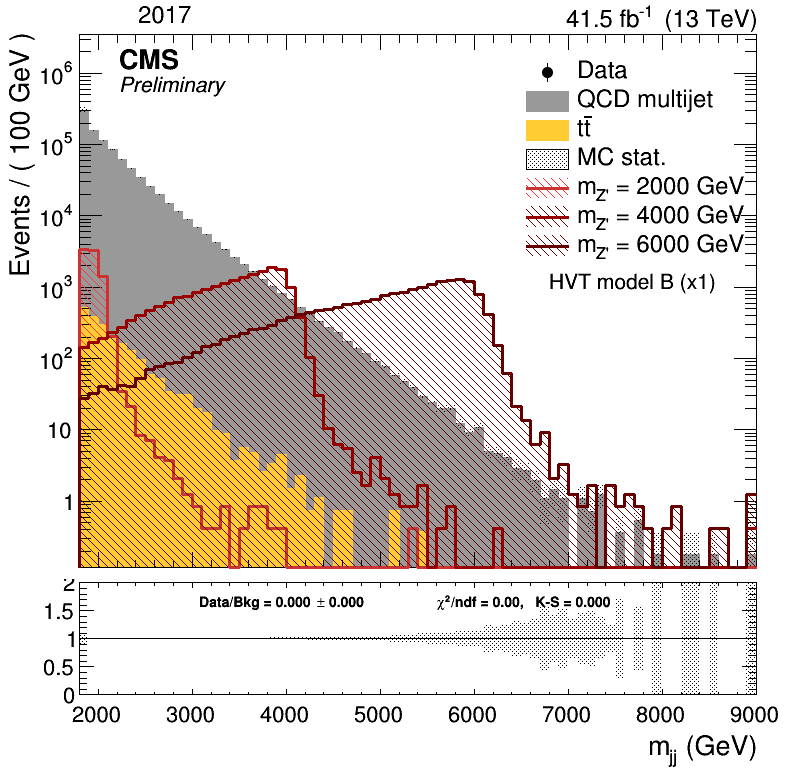 2017 41.5 fb⁻¹ (13 TeV)
CMS
Preliminary
Events / ( 100 GeV )
10⁶
10⁵
10⁴
10³
10²
10
1
Data
QCD multijet
tt̄
MC stat.
m_Z' = 2000 GeV
m_Z' = 4000 GeV
m_Z' = 6000 GeV
HVT model B (x1)
2
1.5
1
0.5
0
Data/Bkg = 0.000 ± 0.000 χ²/ndf = 0.00, K-S = 0.000
2000 3000 4000 5000 6000 7000 8000 9000
m_jj (GeV)